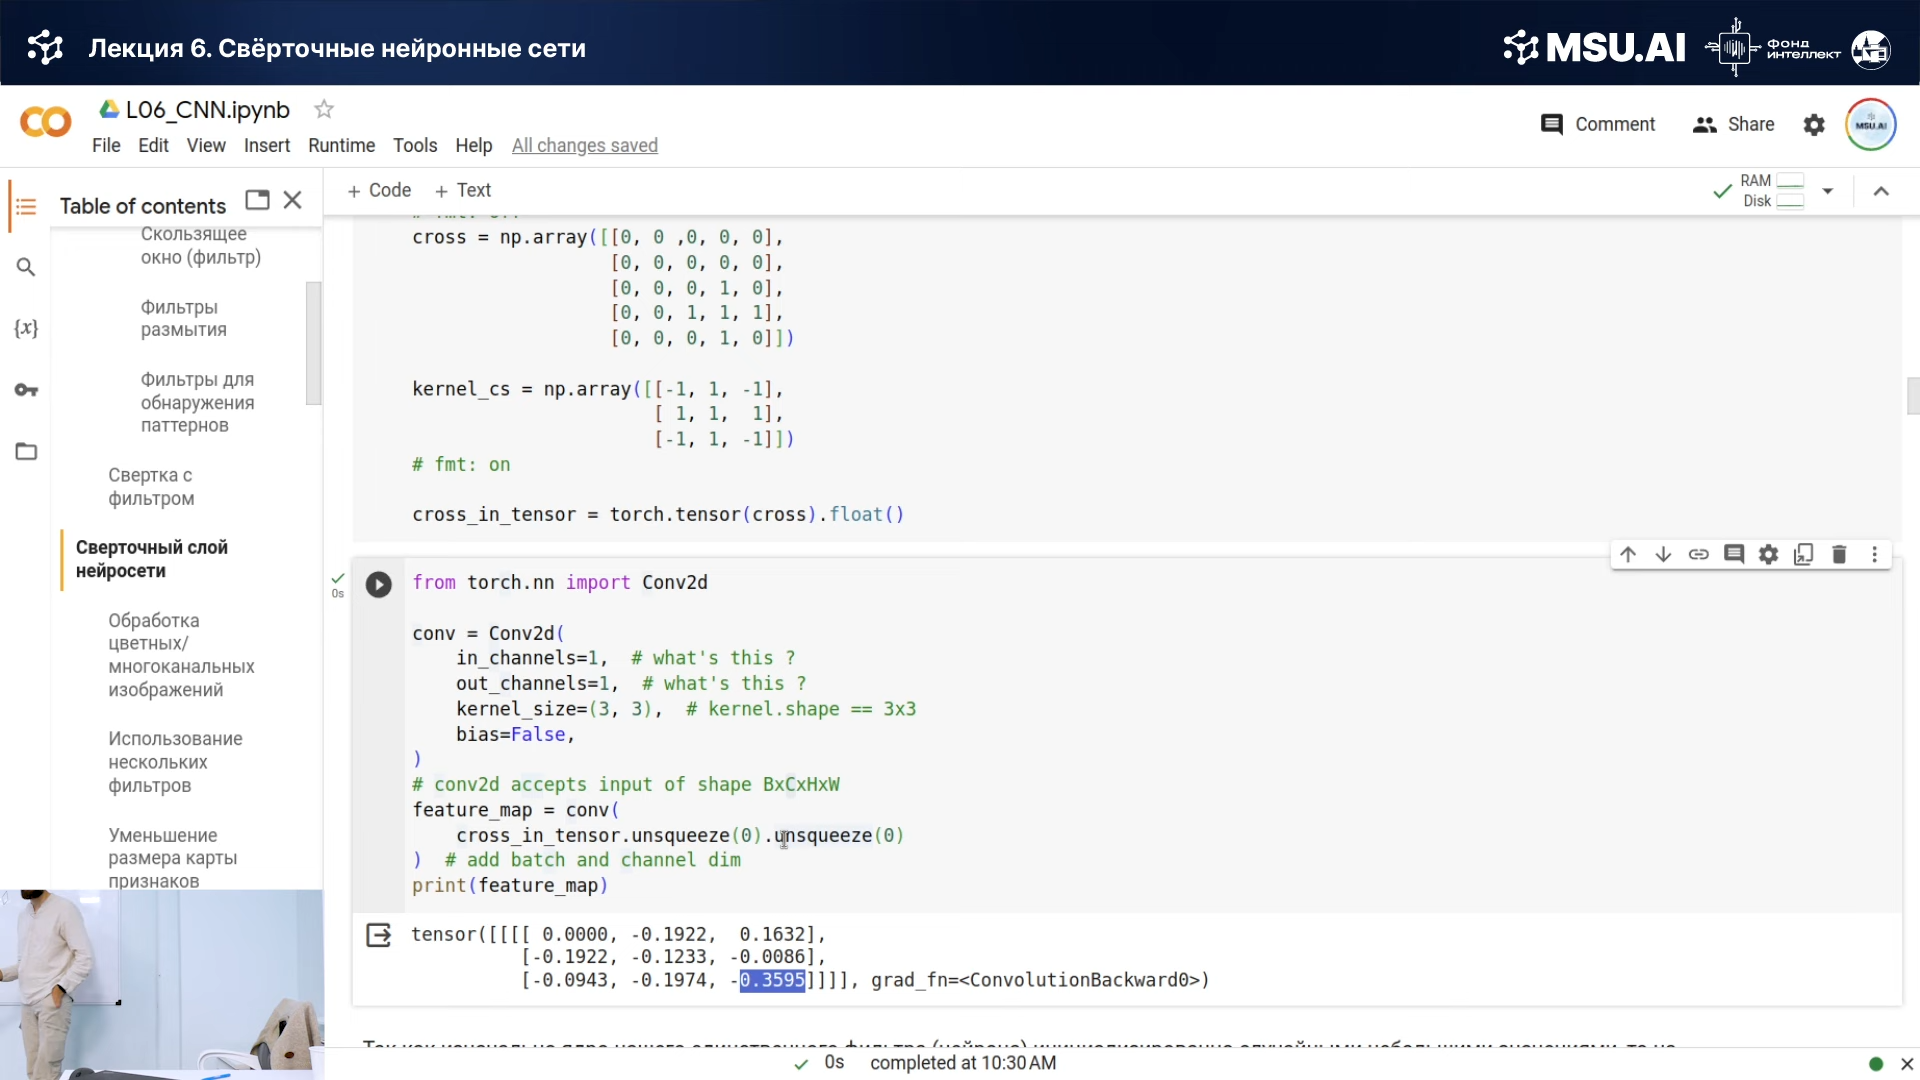 Лекция 6. Свёрточные нейронные сети
MSU.AI
ФОНД
ИНТЕЛЛЕКТ
L06_CNN.ipynb
Comment
Share
MSU.AI
File Edit View Insert Runtime Tools Help All changes saved
Table of contents
+ Code + Text
RAM
Disk
Скользящее
окно (фильтр)
Фильтры
размытия
Фильтры для
обнаружения
паттернов
Свертка с
фильтром
Сверточный слой
нейросети
Обработка
цветных/
многоканальных
изображений
Использование
нескольких
фильтров
Уменьшение
размера карты
признаков
{x}
cross = np.array([[0, 0 ,0, 0, 0],
[0, 0, 0, 0, 0],
[0, 0, 0, 1, 0],
[0, 0, 1, 1, 1],
[0, 0, 0, 1, 0]])
kernel_cs = np.array([[-1, 1, -1],
[ 1, 1, 1],
[-1, 1, -1]])
# fmt: on
cross_in_tensor = torch.tensor(cross).float()
0s
from torch.nn import Conv2d
conv = Conv2d(
in_channels=1, # what's this ?
out_channels=1, # what's this ?
kernel_size=(3, 3), # kernel.shape == 3x3
bias=False,
)
# conv2d accepts input of shape BxCxHxW
feature_map = conv(
cross_in_tensor.unsqueeze(0).unsqueeze(0)
) # add batch and channel dim
print(feature_map)
tensor([[[[ 0.0000, -0.1922, 0.1632],
[-0.1922, -0.1233, -0.0086],
[-0.0943, -0.1974, -0.3595]]]], grad_fn=<ConvolutionBackward0>)
0s completed at 10:30 AM